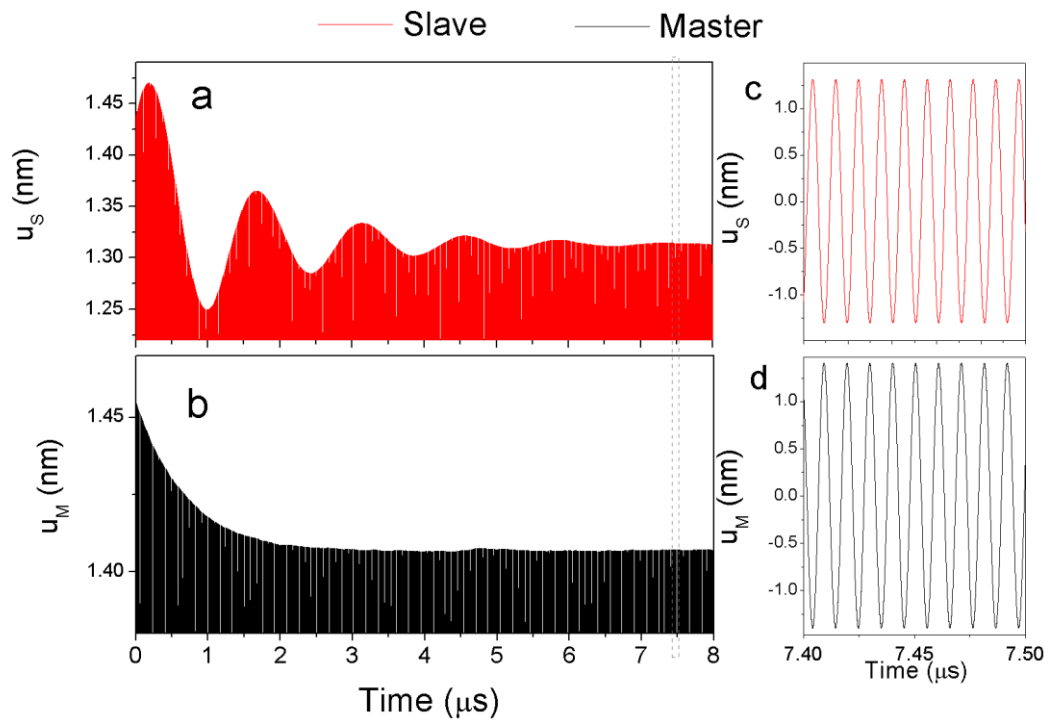 Slave Master
a
1.45
1.40
1.35
1.30
1.25
u_S (nm)
b
1.45
1.40
u_M (nm)
0 1 2 3 4 5 6 7 8
Time (μs)
c
1.0
0.5
0.0
-0.5
-1.0
u_S (nm)
d
1.0
0.5
0.0
-0.5
-1.0
u_M (nm)
7.40 7.45 7.50
Time (μs)